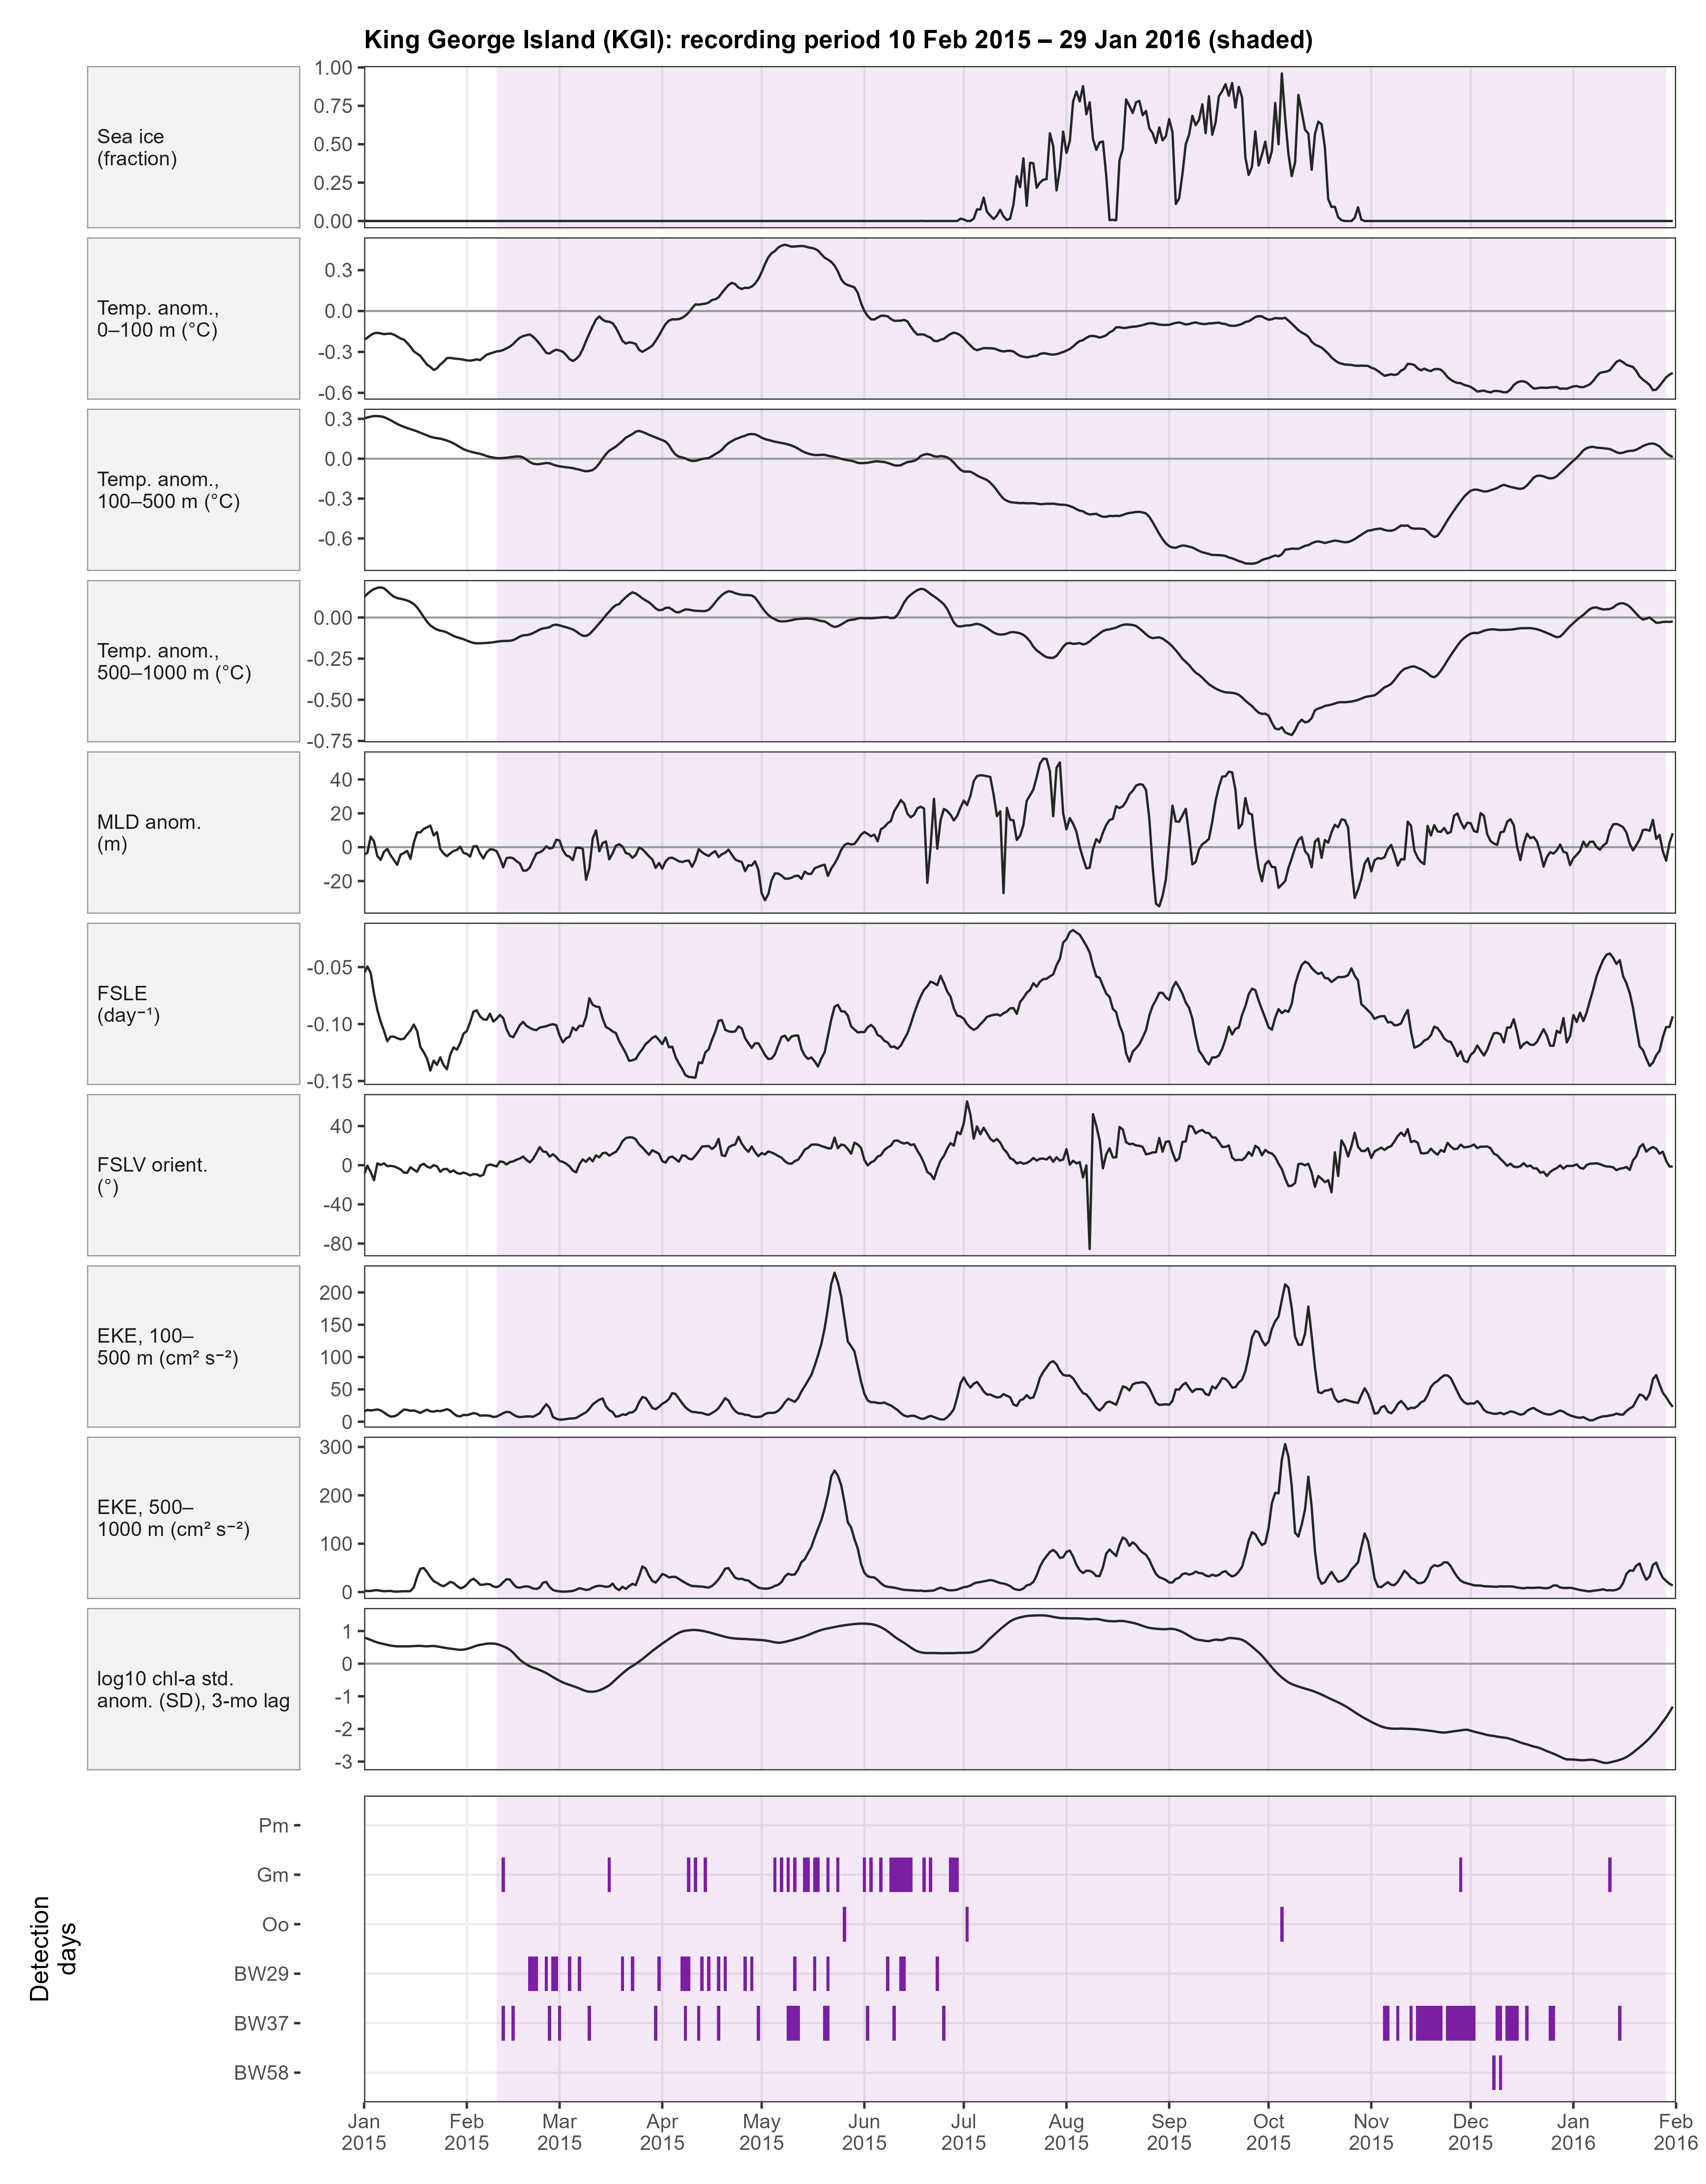 King George Island (KGI): recording period 10 Feb 2015 – 29 Jan 2016 (shaded)
Sea ice
(fraction)
1.00
0.75
0.50
0.25
0.00
Temp. anom.,
0–100 m (°C)
0.3
0.0
-0.3
-0.6
Temp. anom.,
100–500 m (°C)
0.3
0.0
-0.3
-0.6
Temp. anom.,
500–1000 m (°C)
0.00
-0.25
-0.50
-0.75
MLD anom.
(m)
40
20
0
-20
FSLE
(day⁻¹)
-0.05
-0.10
-0.15
FSLV orient.
(°)
40
0
-40
-80
EKE, 100–
500 m (cm² s⁻²)
200
150
100
50
0
EKE, 500–
1000 m (cm² s⁻²)
300
200
100
0
log10 chl-a std.
anom. (SD), 3-mo lag
1
0
-1
-2
-3
Detection
days
Pm
Gm
Oo
BW29
BW37
BW58
Jan Feb Mar Apr May Jun Jul Aug Sep Oct Nov Dec Jan Feb
2015 2015 2015 2015 2015 2015 2015 2015 2015 2015 2015 2015 2016 2016